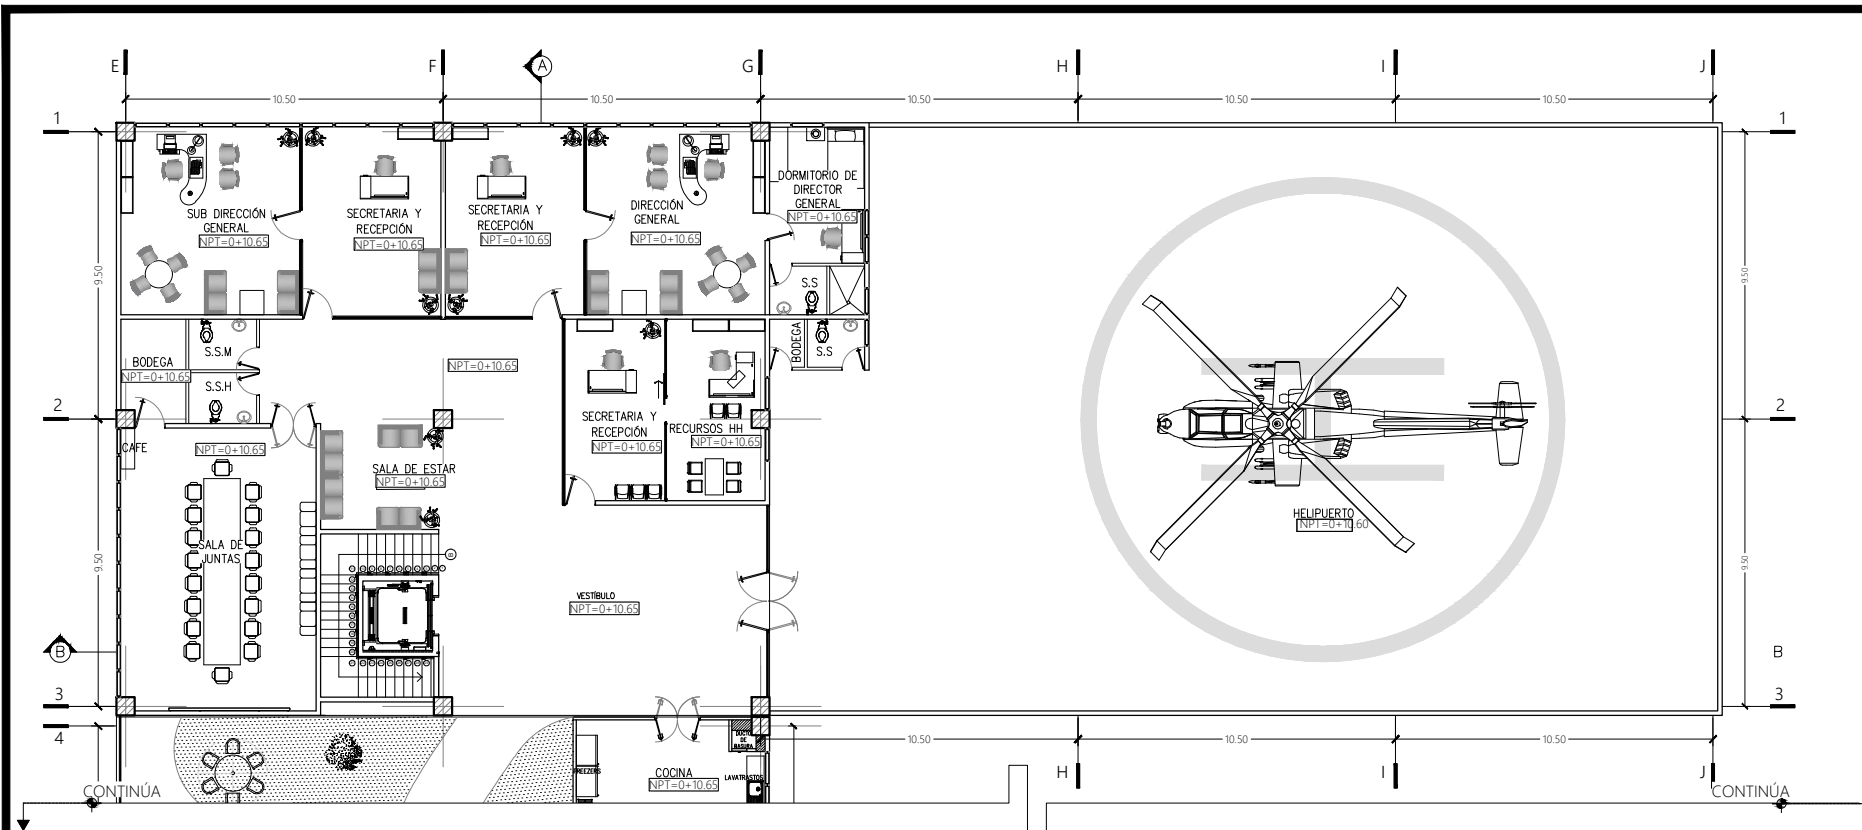 E
F
A
G
H
I
J
10.50
10.50
10.50
10.50
10.50
1
1
DORMITORIO DE
DIRECTOR
GENERAL
NPT=0+10.65
SUB DIRECCIÓN
GENERAL
NPT=0+10.65
SECRETARIA Y
RECEPCIÓN
NPT=0+10.65
SECRETARIA Y
RECEPCIÓN
NPT=0+10.65
DIRECCIÓN
GENERAL
NPT=0+10.65
9.50
9.50
S.S
BODEGA
NPT=0+10.65
S.S.M
S.S.H
NPT=0+10.65
BODEGA
S.S
2
2
CAFE
NPT=0+10.65
SECRETARIA Y
RECEPCIÓN
NPT=0+10.65
RECURSOS HH
NPT=0+10.65
SALA DE ESTAR
NPT=0+10.65
HELIPUERTO
NPT=0+10.60
SALA DE
JUNTAS
B
9.50
9.50
VESTÍBULO
NPT=0+10.65
B
B
3
3
4
DUCTO
DE
BASURA
10.50
10.50
10.50
FREEZERS
COCINA
NPT=0+10.65
LAVATRASTOS
H
I
J
CONTINÚA
CONTINÚA